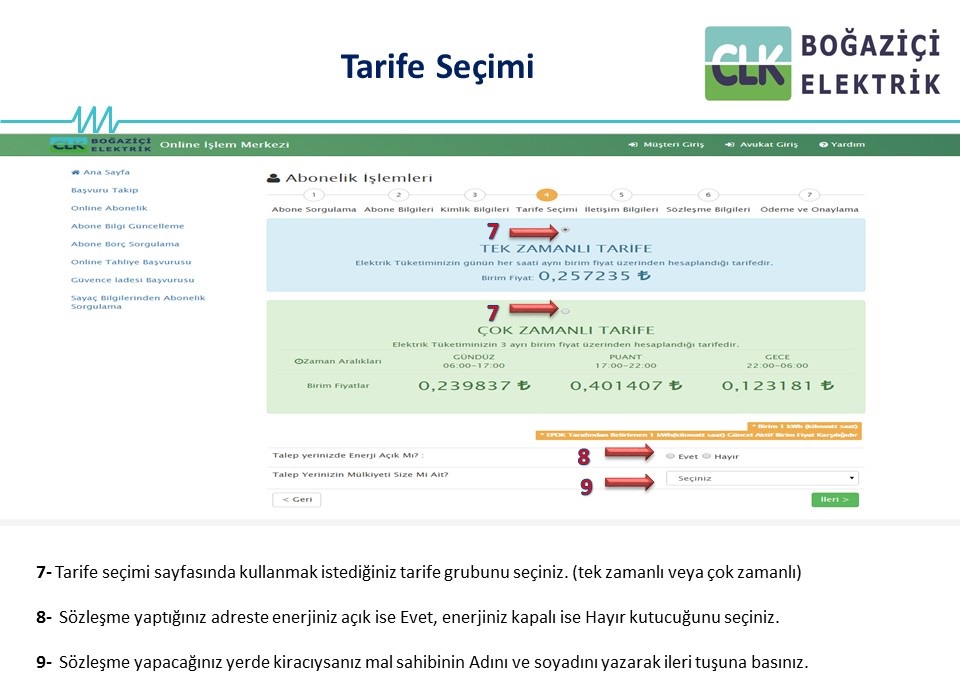 Tarife Seçimi
CLK BOĞAZİÇİ ELEKTRİK
CLK BOĞAZİÇİ ELEKTRİK Online İşlem Merkezi Müşteri Giriş Avukat Giriş Yardım
Ana Sayfa
Başvuru Takip
Online Abonelik
Abone Bilgi Güncelleme
Abone Borç Sorgulama
Online Tahliye Başvurusu
Güvence İadesi Başvurusu
Sayaç Bilgilerinden Abonelik
Sorgulama
Abonelik İşlemleri
1 2 3 4 5 6 7
Abone Sorgulama Abone Bilgileri Kimlik Bilgileri Tarife Seçimi İletişim Bilgileri Sözleşme Bilgileri Ödeme ve Onaylama
7
TEK ZAMANLI TARİFE
Elektrik Tüketiminizin günün her saati aynı birim fiyat üzerinden hesaplandığı tarifedir.
Birim Fiyat: 0,257235 ₺
7
ÇOK ZAMANLI TARİFE
Elektrik Tüketiminizin 3 ayrı birim fiyat üzerinden hesaplandığı tarifedir.
Zaman Aralıkları GÜNDÜZ PUANT GECE
06:00-17:00 17:00-22:00 22:00-06:00
Birim Fiyatlar 0,239837 ₺ 0,401407 ₺ 0,123181 ₺
* Birim 1 kWh (kilowatt saat)
* EPDK Tarafından Belirlenen 1 kWh(kilowatt saat) Güncel Aktif Birim Fiyat Karşılığıdır
Talep yerinizde Enerji Açık Mı? : 8 Evet Hayır
Talep Yerinizin Mülkiyeti Size Mi Ait? 9 Seçiniz
< Geri İleri >
7- Tarife seçimi sayfasında kullanmak istediğiniz tarife grubunu seçiniz. (tek zamanlı veya çok zamanlı)
8- Sözleşme yaptığınız adreste enerjiniz açık ise Evet, enerjiniz kapalı ise Hayır kutucuğunu seçiniz.
9- Sözleşme yapacağınız yerde kiracıysanız mal sahibinin Adını ve soyadını yazarak ileri tuşuna basınız.